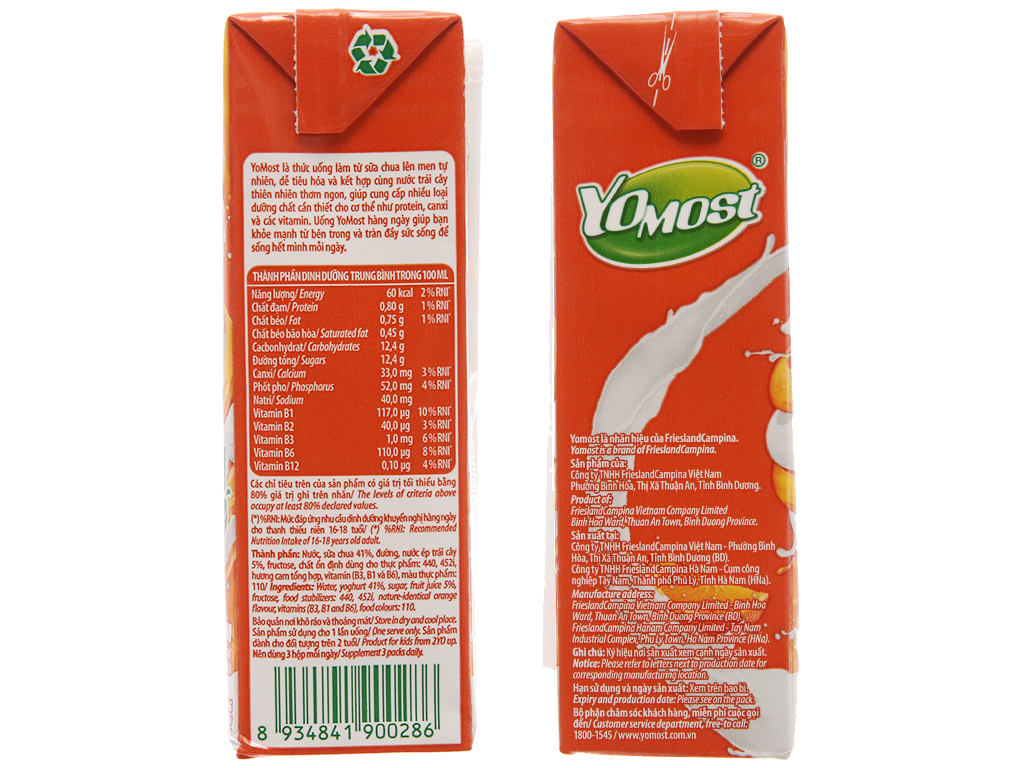 YoMost là thức uống làm từ sữa chua lên men tự
nhiên, dễ tiêu hóa và kết hợp cùng nước trái cây
thiên nhiên thơm ngon, giúp cung cấp nhiều loại
dưỡng chất cần thiết cho cơ thể như protein, canxi
và các vitamin. Uống YoMost hàng ngày giúp bạn
khỏe mạnh từ bên trong và tràn đầy sức sống để
sống hết mình mỗi ngày.
THÀNH PHẦN DINH DƯỠNG TRUNG BÌNH TRONG 100 ML
Năng lượng/ Energy 60 kcal 2 % RNI*
Chất đạm/ Protein 0,80 g 1 % RNI*
Chất béo/ Fat 0,75 g 1 % RNI*
Chất béo bão hòa/ Saturated fat 0,45 g
Cacbonhydrat/ Carbohydrates 12,4 g
Đường tổng/ Sugars 12,4 g
Canxi/ Calcium 33,0 mg 3 % RNI*
Phốt pho/ Phosphorus 52,0 mg 4 % RNI*
Natri/ Sodium 40,0 mg
Vitamin B1 117,0 µg 10 % RNI*
Vitamin B2 40,0 µg 3 % RNI*
Vitamin B3 1,0 mg 6 % RNI*
Vitamin B6 110,0 µg 8 % RNI*
Vitamin B12 0,10 µg 4 % RNI*
Các chỉ tiêu trên của sản phẩm có giá trị tối thiểu bằng
80% giá trị ghi trên nhãn/ The levels of criteria above
occupy at least 80% declared values.
(*) %RNI: Mức đáp ứng nhu cầu dinh dưỡng khuyến nghị hàng ngày
cho thanh thiếu niên 16-18 tuổi/ (*) %RNI: Recommended
Nutrition Intake of 16-18 years old adult.
Thành phần: Nước, sữa chua 41%, đường, nước ép trái cây
5%, fructose, chất ổn định dùng cho thực phẩm: 440, 452i,
hương cam tổng hợp, vitamin (B3, B1 và B6), màu thực phẩm:
110/ Ingredients: Water, yoghurt 41%, sugar, fruit juice 5%,
fructose, food stabilizers: 440, 452i, nature-identical orange
flavour, vitamins (B3, B1 and B6), food colours: 110.
Bảo quản nơi khô ráo và thoáng mát/ Store in dry and cool place.
Sản phẩm sử dụng cho 1 lần uống/ One serve only. Sản phẩm
dành cho đối tượng trên 2 tuổi/ Product for kids from 2YO up.
Nên dùng 3 hộp mỗi ngày/ Supplement 3 packs daily.
8 934841 900286
YOMOST ®
Yomost là nhãn hiệu của FrieslandCampina.
Yomost is a brand of FrieslandCampina.
Sản phẩm của:
Công ty TNHH FrieslandCampina Việt Nam
Phường Bình Hòa, Thị Xã Thuận An, Tỉnh Bình Dương.
Product of:
FrieslandCampina Vietnam Company Limited
Binh Hoa Ward, Thuan An Town, Binh Duong Province.
Sản xuất tại:
Công ty TNHH FrieslandCampina Việt Nam - Phường Bình
Hòa, Thị Xã Thuận An, Tỉnh Bình Dương (BD).
Công ty TNHH FrieslandCampina Hà Nam - Cụm công
nghiệp Tây Nam, Thành phố Phủ Lý, Tỉnh Hà Nam (HNa).
Manufacture address:
FrieslandCampina Vietnam Company Limited - Binh Hoa
Ward, Thuan An Town, Binh Duong Province (BD).
FrieslandCampina Hanam Company Limited - Tay Nam
Industrial Complex, Phu Ly Town, Ha Nam Province (HNa).
Ghi chú: Ký hiệu nơi sản xuất xem cạnh ngày sản xuất.
Notice: Please refer to letters next to production date for
corresponding manufacturing location.
Hạn sử dụng và ngày sản xuất: Xem trên bao bì.
Expiry and production date: Please see on the pack.
Bộ phận chăm sóc khách hàng, miễn phí cuộc gọi
đến/ Customer service department, free-to-call:
1800-1545 / www.yomost.com.vn